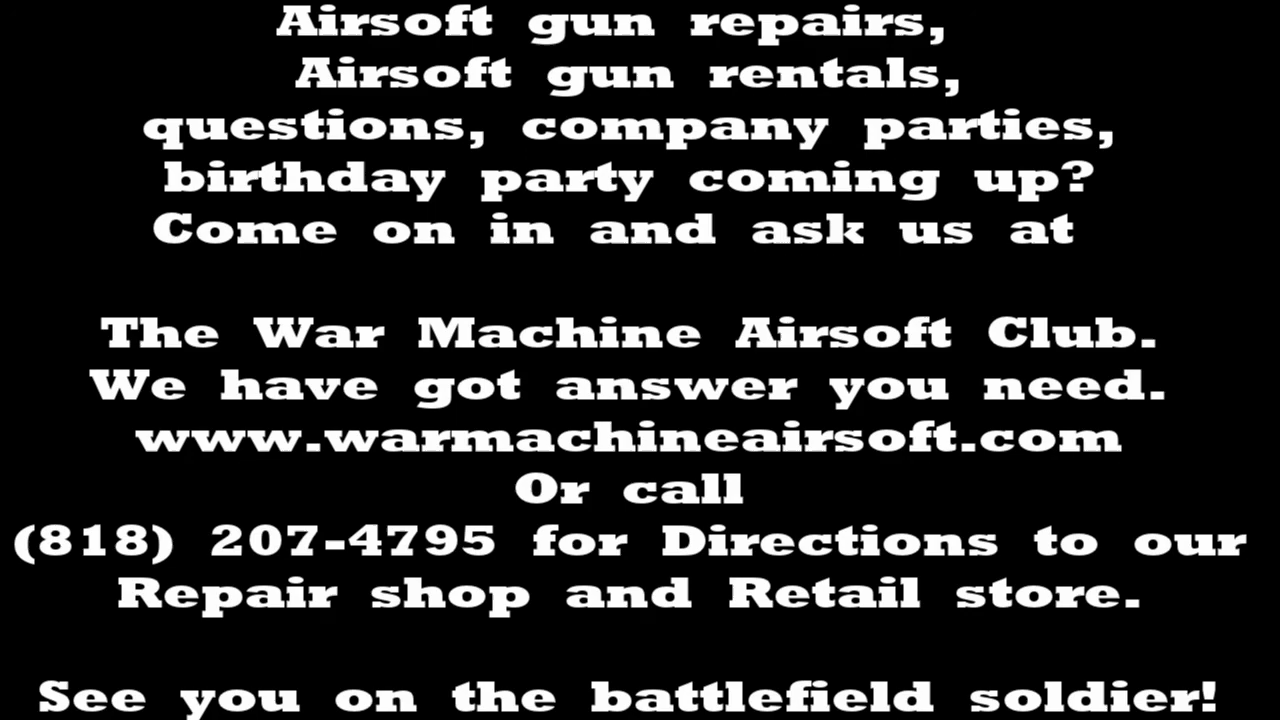 Airsoft gun repairs,
Airsoft gun rentals,
questions, company parties,
birthday party coming up?
Come on in and ask us at
The War Machine Airsoft Club.
We have got answer you need.
www.warmachineairsoft.com
Or call
(818) 207-4795 for Directions to our
Repair shop and Retail store.
See you on the battlefield soldier!